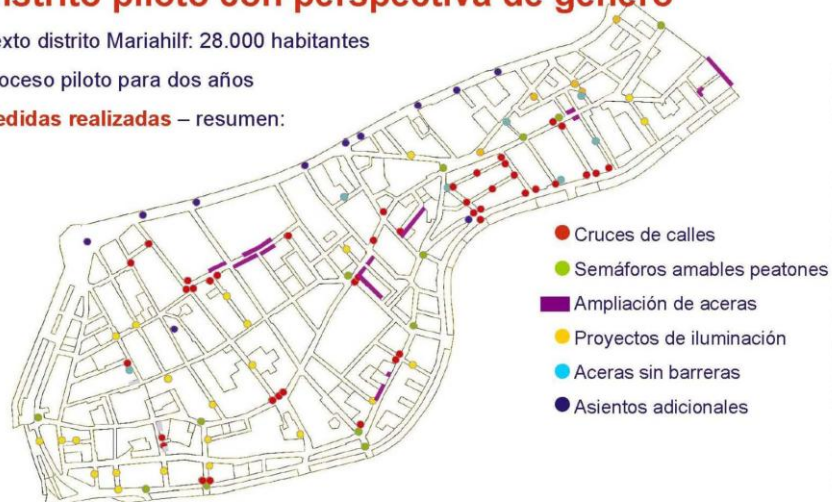 istrito piloto con perspectiva de género
exto distrito Mariahilf: 28.000 habitantes
oceso piloto para dos años
edidas realizadas – resumen:
Cruces de calles
Semáforos amables peatones
Ampliación de aceras
Proyectos de iluminación
Aceras sin barreras
Asientos adicionales